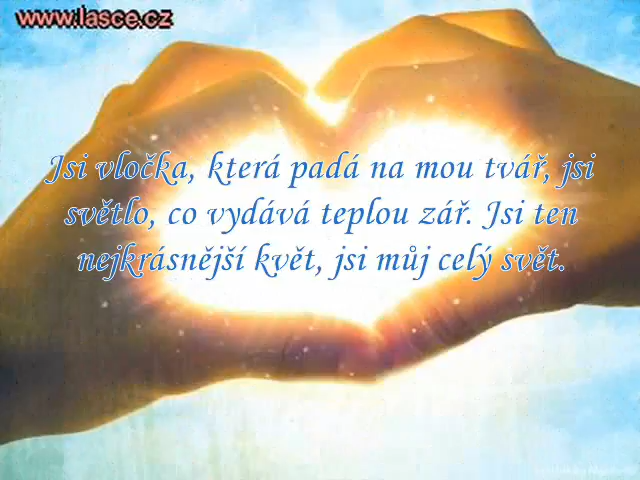 www.lasce.cz
Jsi vločka, která padá na mou tvář, jsi
světlo, co vydává teplou zář. Jsi ten
nejkrásnější květ, jsi můj celý svět.